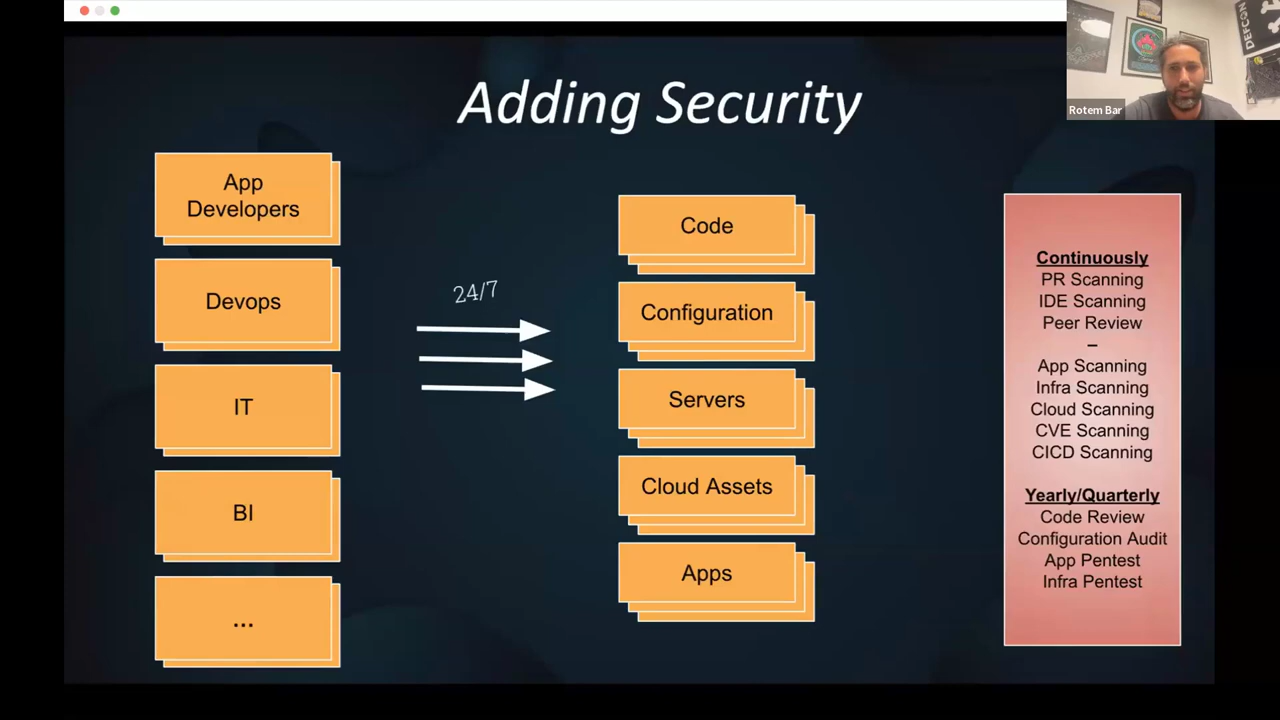 Adding Security
Rotem Bar
DEFCON
App
Developers
Devops
IT
BI
...
24/7
Code
Configuration
Servers
Cloud Assets
Apps
Continuously
PR Scanning
IDE Scanning
Peer Review
–
App Scanning
Infra Scanning
Cloud Scanning
CVE Scanning
CICD Scanning
Yearly/Quarterly
Code Review
Configuration Audit
App Pentest
Infra Pentest